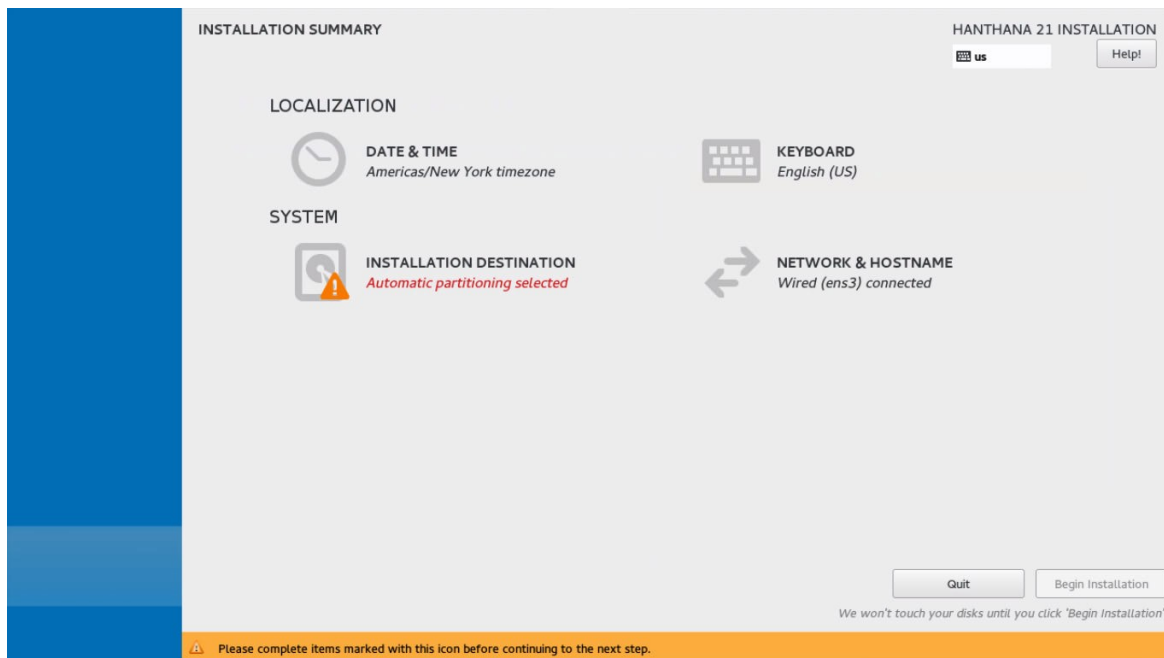 INSTALLATION SUMMARY
HANTHANA 21 INSTALLATION
us
Help!
LOCALIZATION
DATE & TIME
Americas/New York timezone
KEYBOARD
English (US)
SYSTEM
INSTALLATION DESTINATION
Automatic partitioning selected
NETWORK & HOSTNAME
Wired (ens3) connected
Quit
Begin Installation
We won't touch your disks until you click 'Begin Installation'
Please complete items marked with this icon before continuing to the next step.